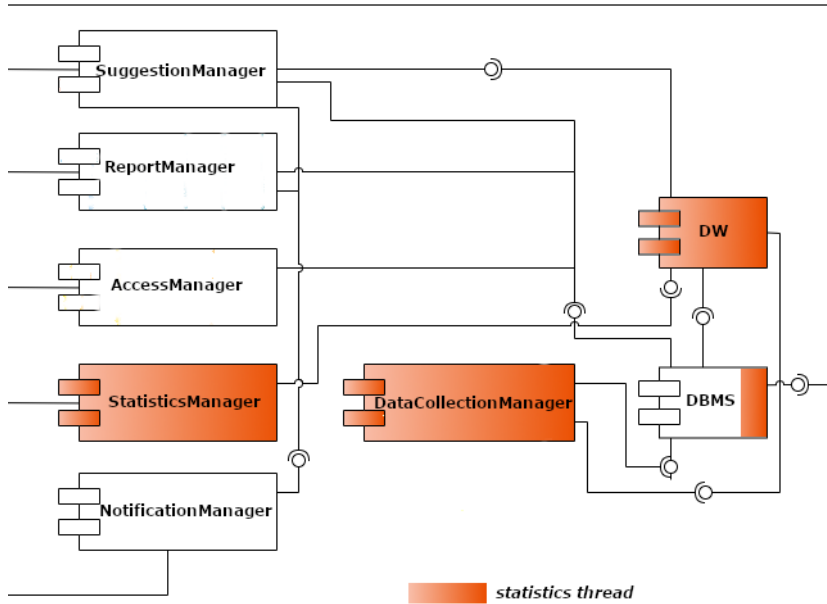 SuggestionManager
ReportManager
DW
AccessManager
StatisticsManager
DataCollectionManager
DBMS
NotificationManager
statistics thread